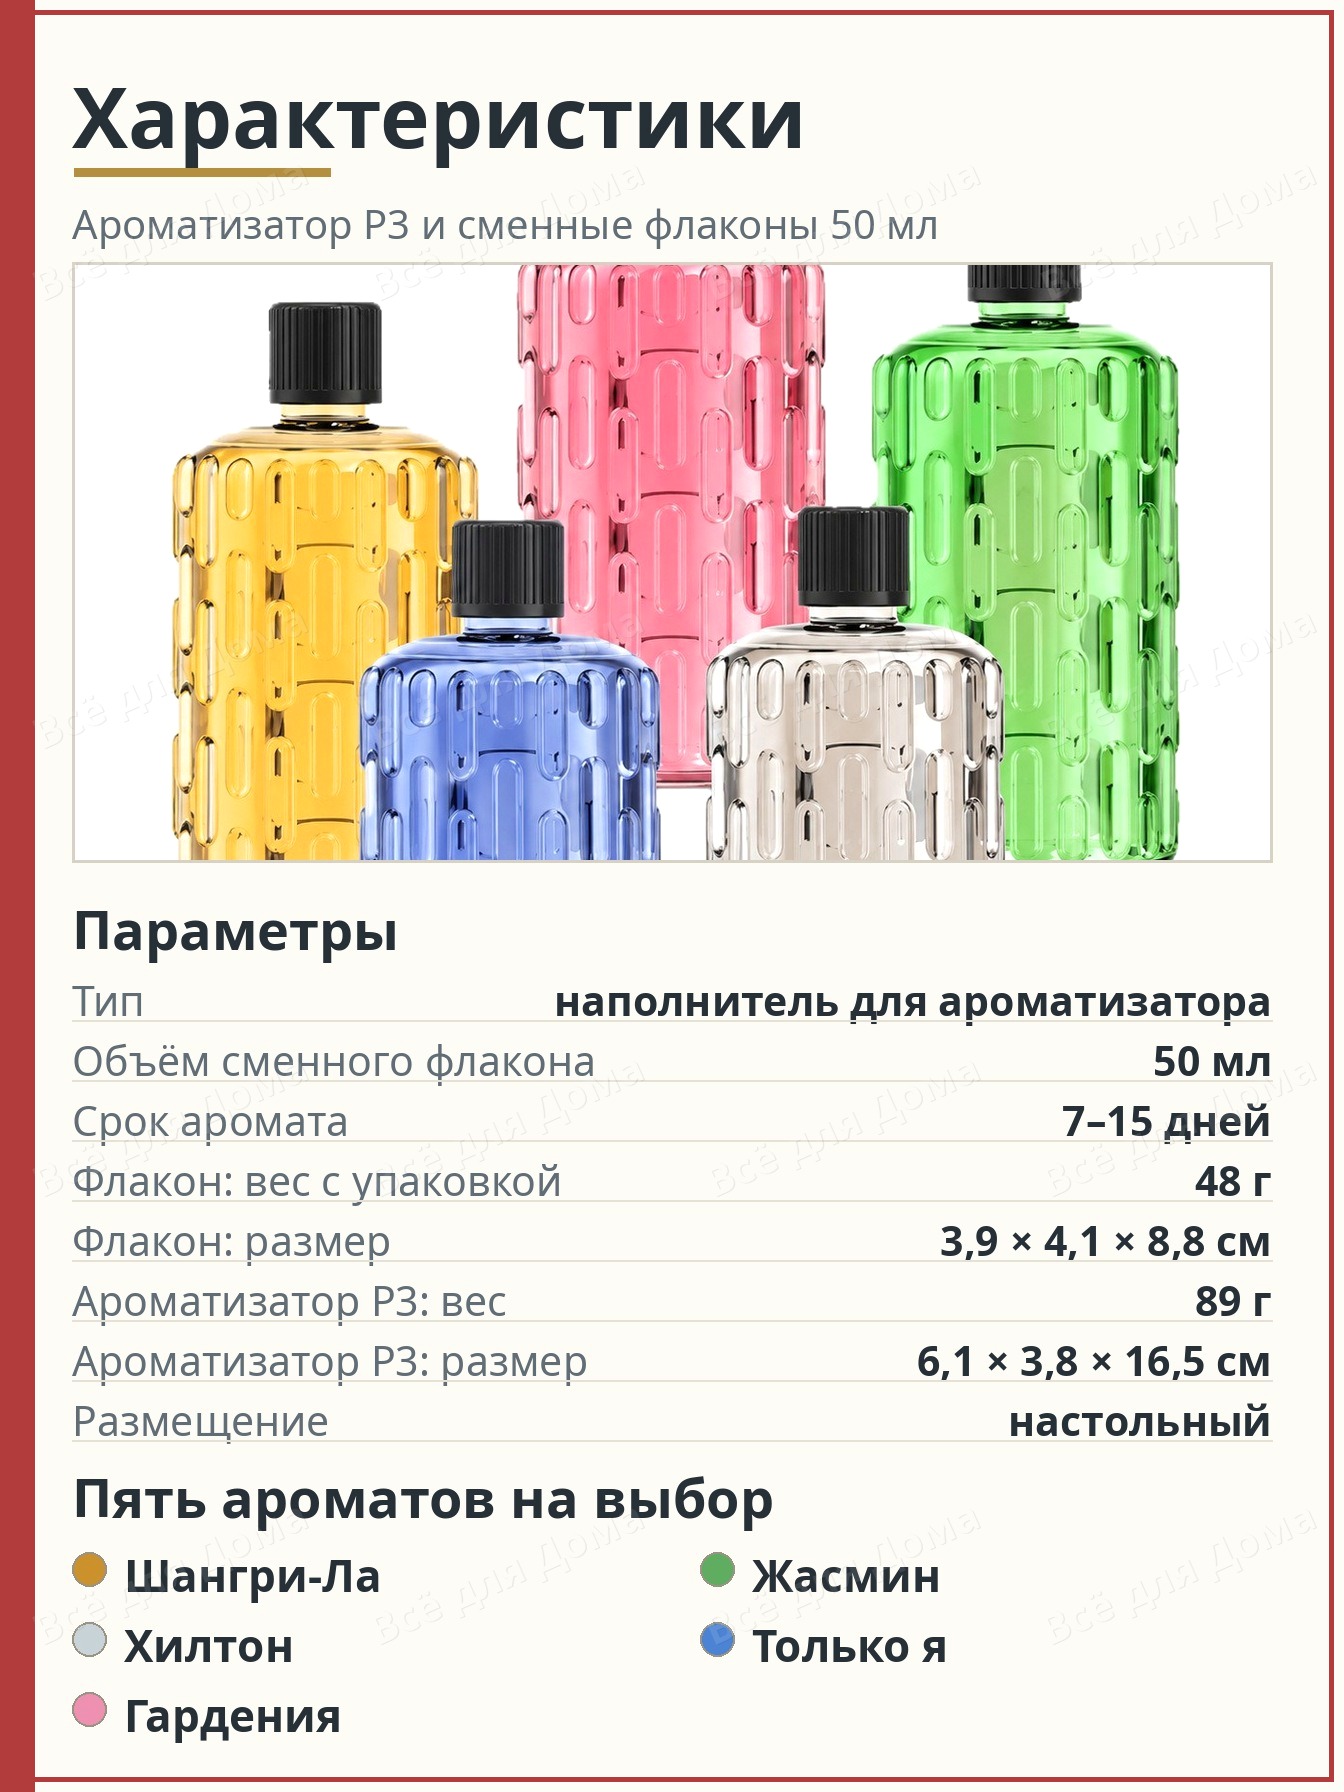 Характеристики
Ароматизатор P3 и сменные флаконы 50 мл
Параметры
Тип наполнитель для ароматизатора
Объём сменного флакона 50 мл
Срок аромата 7–15 дней
Флакон: вес с упаковкой 48 г
Флакон: размер 3,9 × 4,1 × 8,8 см
Ароматизатор P3: вес 89 г
Ароматизатор P3: размер 6,1 × 3,8 × 16,5 см
Размещение настольный
Пять ароматов на выбор
Шангри-Ла Жасмин
Хилтон Только я
Гардения
Всё для Дома